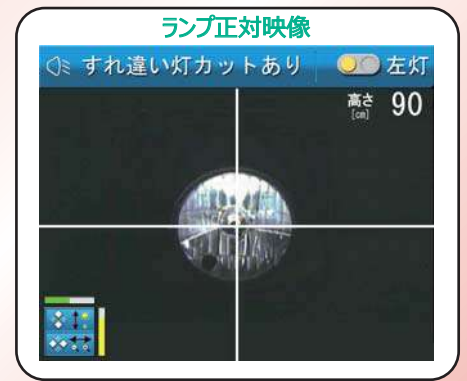 ランプ正対映像
すれ違い灯カットあり
左灯
高さ
[cm]
90